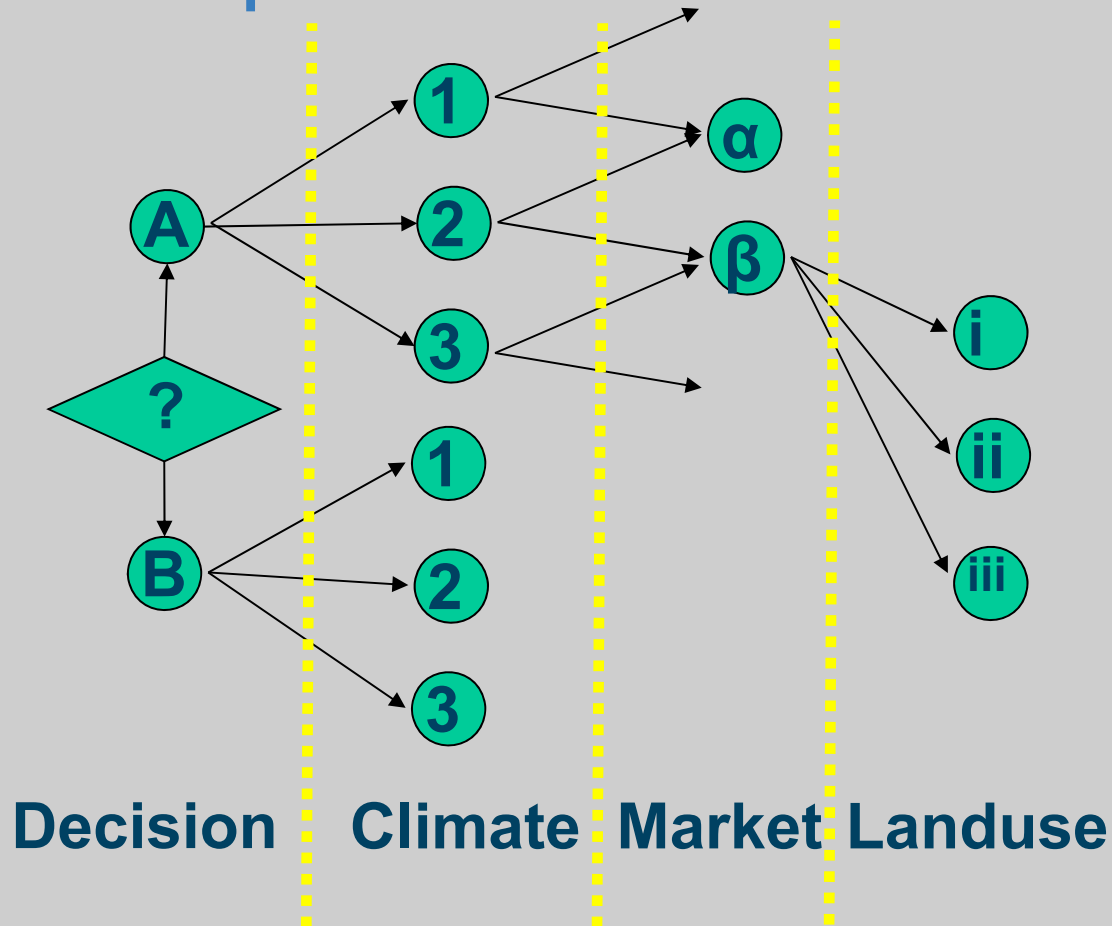 1
α
A
2
β
3
i
?
1
ii
B
2
iii
3
Decision
Climate
Market
Landuse